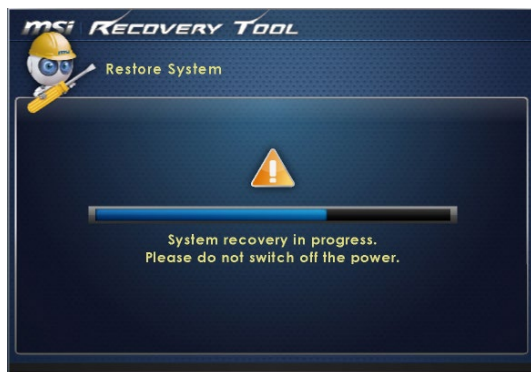 msi RECOVERY TOOL
Restore System
System recovery in progress.
Please do not switch off the power.